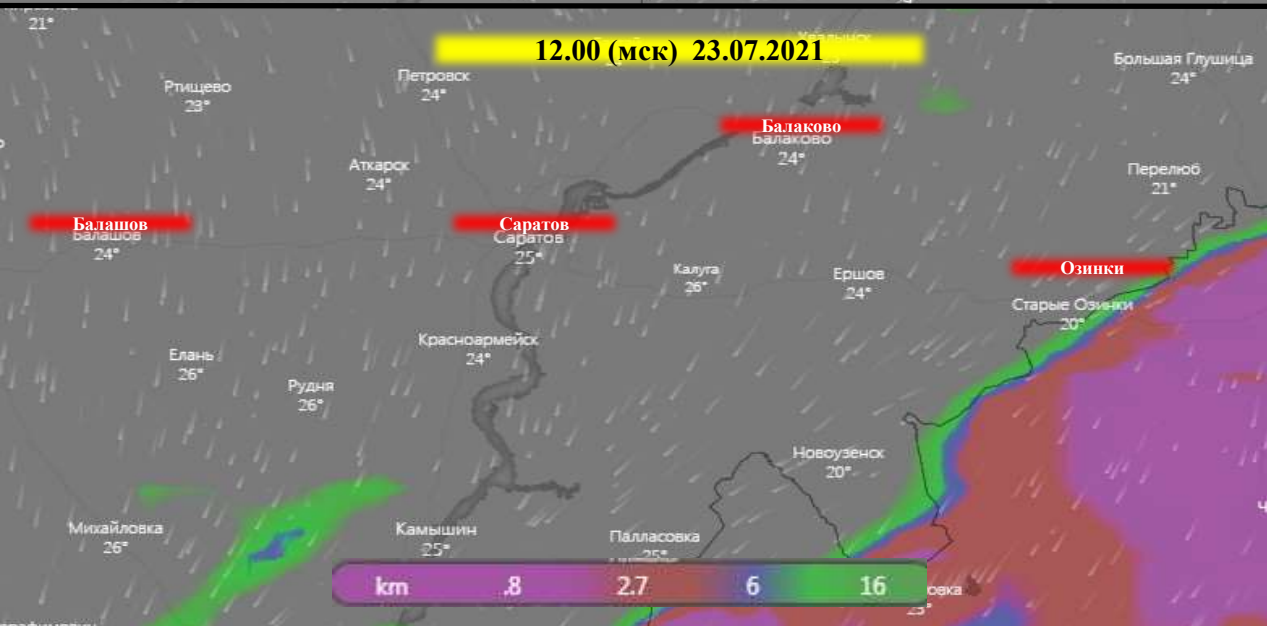 21°
12.00 (мск) 23.07.2021
Хвалынск
Большая Глушица
24°
Петровск
24°
Ртищево
23°
Балаково
Балаково
24°
Аткарск
24°
Перелюб
21°
Балашов
Балашов
24°
Саратов
Саратов
25°
Озинки
Калуга
26°
Ершов
24°
Старые Озинки
20°
Красноармейск
24°
Елань
26°
Рудня
26°
Новоузенск
20°
Михайловка
26°
Камышин
25°
Палласовка
25°
km .8 2.7 6 16
овка